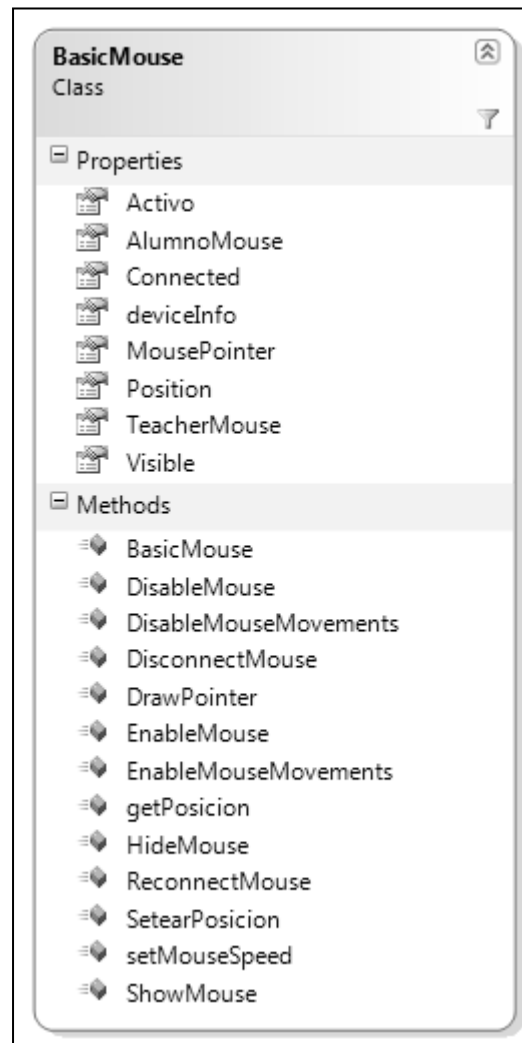 BasicMouse
Class
Properties
Activo
AlumnoMouse
Connected
deviceInfo
MousePointer
Position
TeacherMouse
Visible
Methods
BasicMouse
DisableMouse
DisableMouseMovements
DisconnectMouse
DrawPointer
EnableMouse
EnableMouseMovements
getPosicion
HideMouse
ReconnectMouse
SetearPosicion
setMouseSpeed
ShowMouse